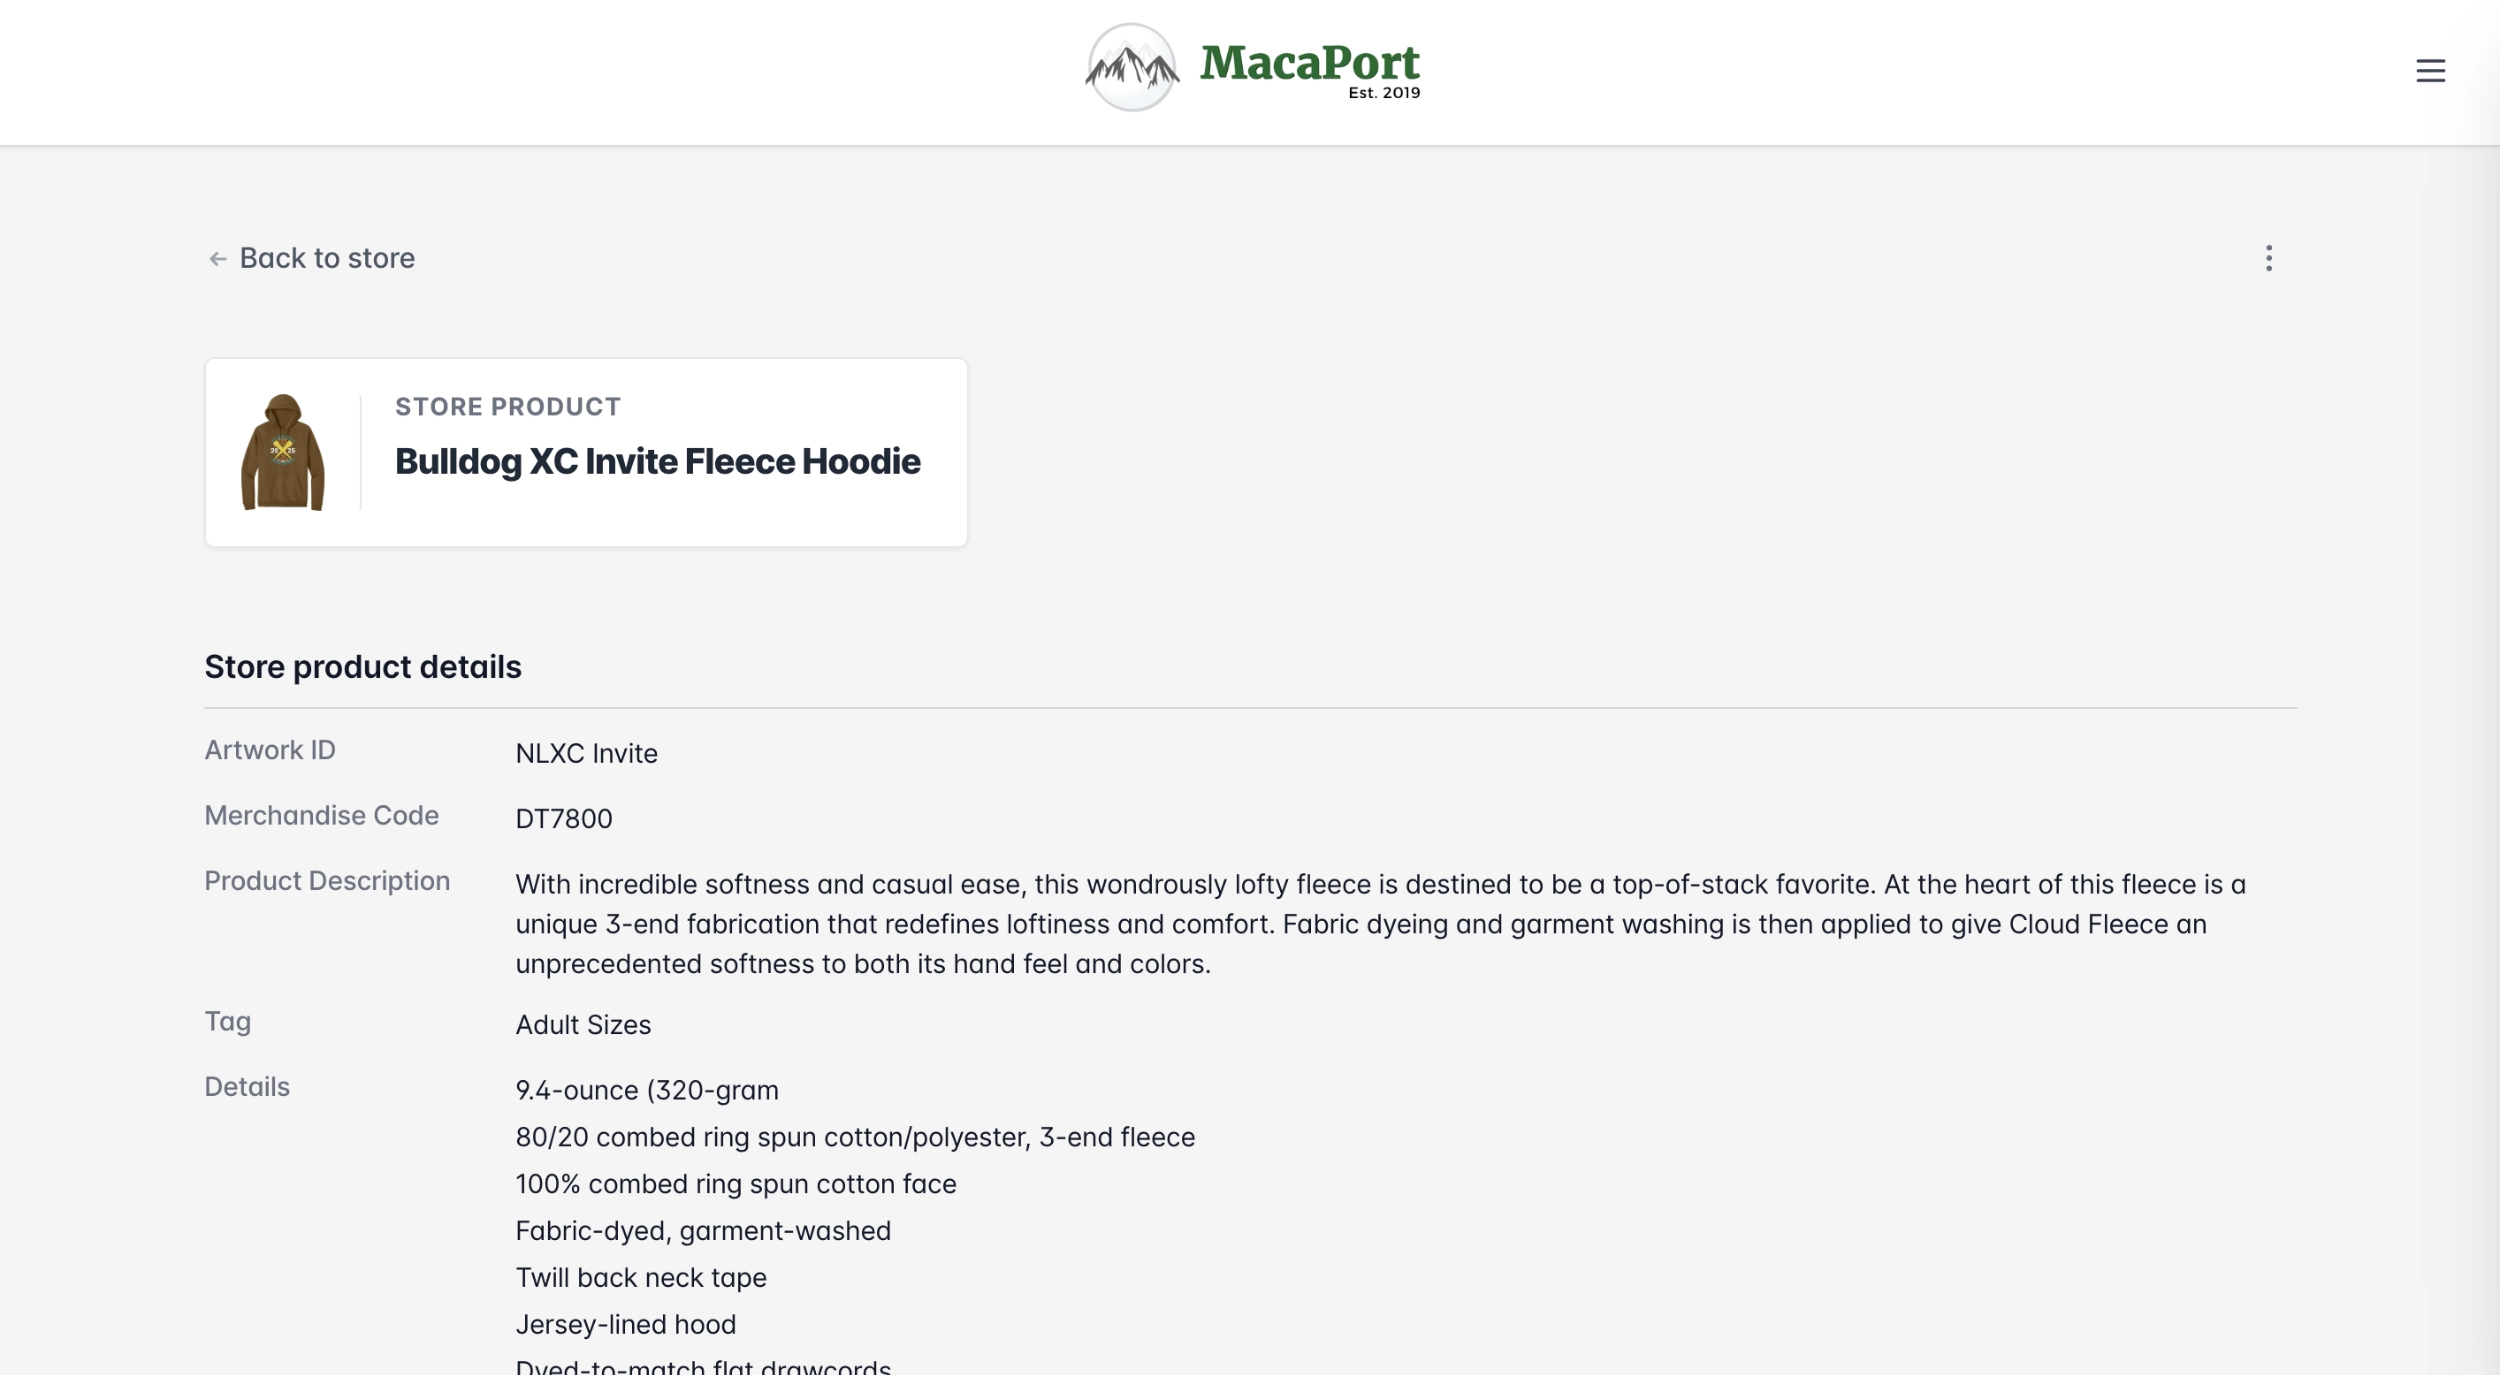 MacaPort
Est. 2019
Back to store
STORE PRODUCT
Bulldog XC Invite Fleece Hoodie
20 25
Store product details
Artwork ID
NLXC Invite
Merchandise Code
DT7800
Product Description
With incredible softness and casual ease, this wondrously lofty fleece is destined to be a top-of-stack favorite. At the heart of this fleece is a
unique 3-end fabrication that redefines loftiness and comfort. Fabric dyeing and garment washing is then applied to give Cloud Fleece an
unprecedented softness to both its hand feel and colors.
Tag
Adult Sizes
Details
9.4-ounce (320-gram
80/20 combed ring spun cotton/polyester, 3-end fleece
100% combed ring spun cotton face
Fabric-dyed, garment-washed
Twill back neck tape
Jersey-lined hood
Dyed-to-match flat drawcords